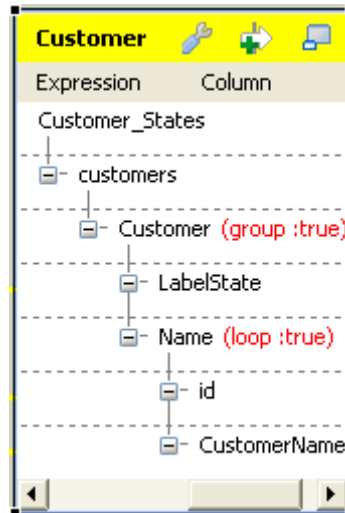 Customer
Expression Column
Customer_States
customers
Customer (group :true)
LabelState
Name (loop :true)
id
CustomerName